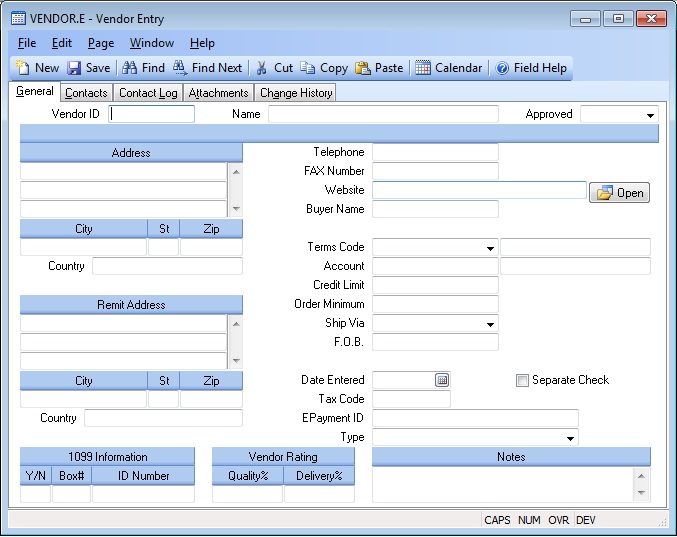 VENDOR.E - Vendor Entry
File Edit Page Window Help
New Save Find Find Next Cut Copy Paste Calendar Field Help
General Contacts Contact Log Attachments Change History
Vendor ID Name Approved
Address Telephone
FAX Number
Website Open
Buyer Name
City St Zip
Terms Code
Country Account
Credit Limit
Remit Address Order Minimum
Ship Via
F.O.B.
City St Zip Date Entered Separate Check
Tax Code
Country EPayment ID
Type
1099 Information Vendor Rating Notes
Y/N Box# ID Number Quality% Delivery%
CAPS NUM OVR DEV